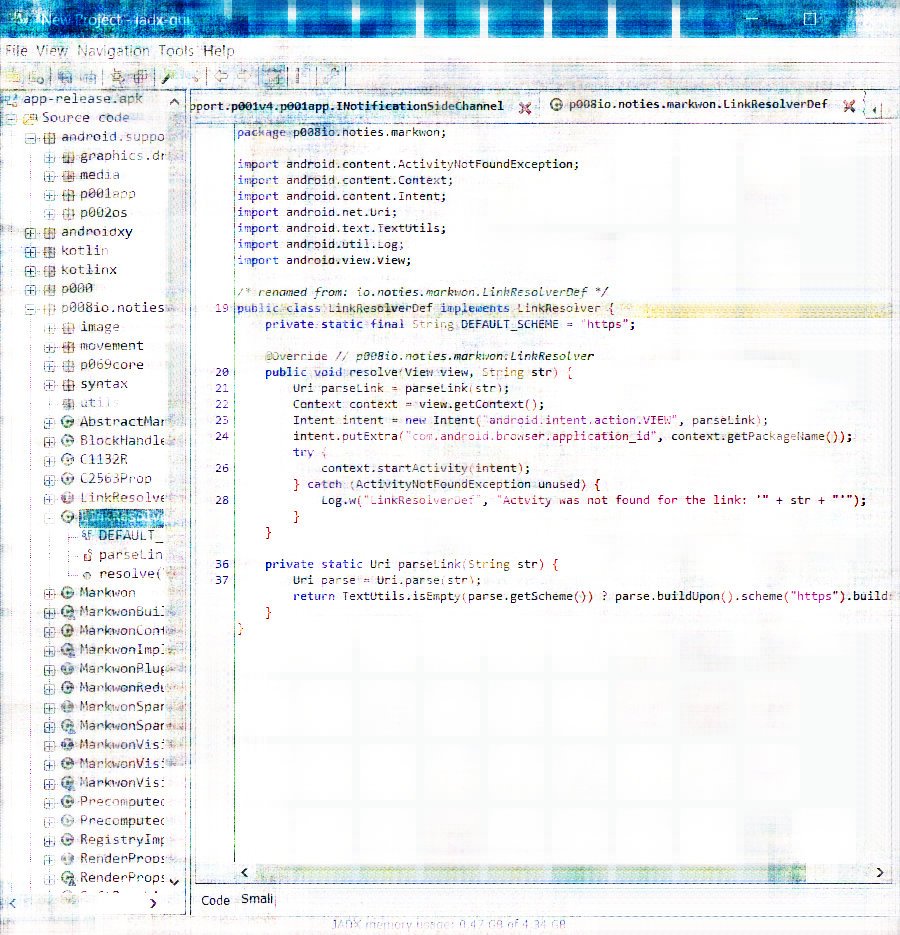 New Project - jadx-gui
File View Navigation Tools Help
app-release.apk
Source code
android.suppo
graphics.dr
media
p001app
p002os
androidxy
kotlin
kotlinx
p000
p008io.noties
image
movement
p069core
syntax
utils
AbstractMar
BlockHandle
C1132R
C2563Prop
LinkResolve
LinkResolve
DEFAULT_
parseLin
resolve(
Markwon
MarkwonBui
MarkwonCont
MarkwonImpl
MarkwonPlug
MarkwonRedu
MarkwonSpar
MarkwonSpar
MarkwonVis
MarkwonVis
MarkwonVis
Precomputed
Precomputed
RegistryImp
RenderProps
RenderProps
pport.p001v4.p001app.INotificationSideChannel
p008io.noties.markwon.LinkResolverDef
package p008io.noties.markwon;
import android.content.ActivityNotFoundException;
import android.content.Context;
import android.content.Intent;
import android.net.Uri;
import android.text.TextUtils;
import android.util.Log;
import android.view.View;
/* renamed from: io.noties.markwon.LinkResolverDef */
19 public class LinkResolverDef implements LinkResolver {
private static final String DEFAULT_SCHEME = "https";
@Override // p008io.noties.markwon.LinkResolver
20 public void resolve(View view, String str) {
21 Uri parseLink = parseLink(str);
22 Context context = view.getContext();
25 Intent intent = new Intent("android.intent.action.VIEW", parseLink);
24 intent.putExtra("com.android.browser.application_id", context.getPackageName());
try {
26 context.startActivity(intent);
} catch (ActivityNotFoundException unused) {
28 Log.w("LinkResolverDef", "Actvity was not found for the link: '" + str + "'");
}
}
36 private static Uri parseLink(String str) {
37 Uri parse = Uri.parse(str);
return TextUtils.isEmpty(parse.getScheme()) ? parse.buildUpon().scheme("https").build
}
}
Code Smali
JADX memory usage: 0.47 GB of 4.34 GB